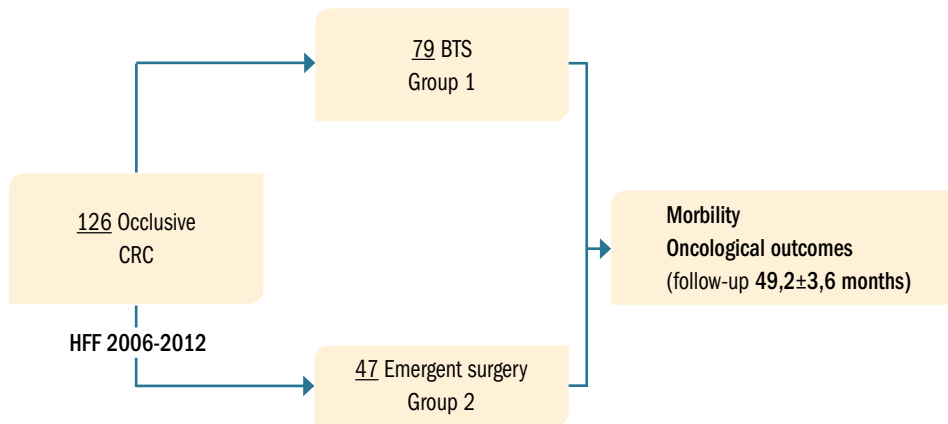 79 BTS
Group 1
126 Occlusive
CRC
HFF 2006-2012
47 Emergent surgery
Group 2
Morbility
Oncological outcomes
(follow-up 49,2±3,6 months)